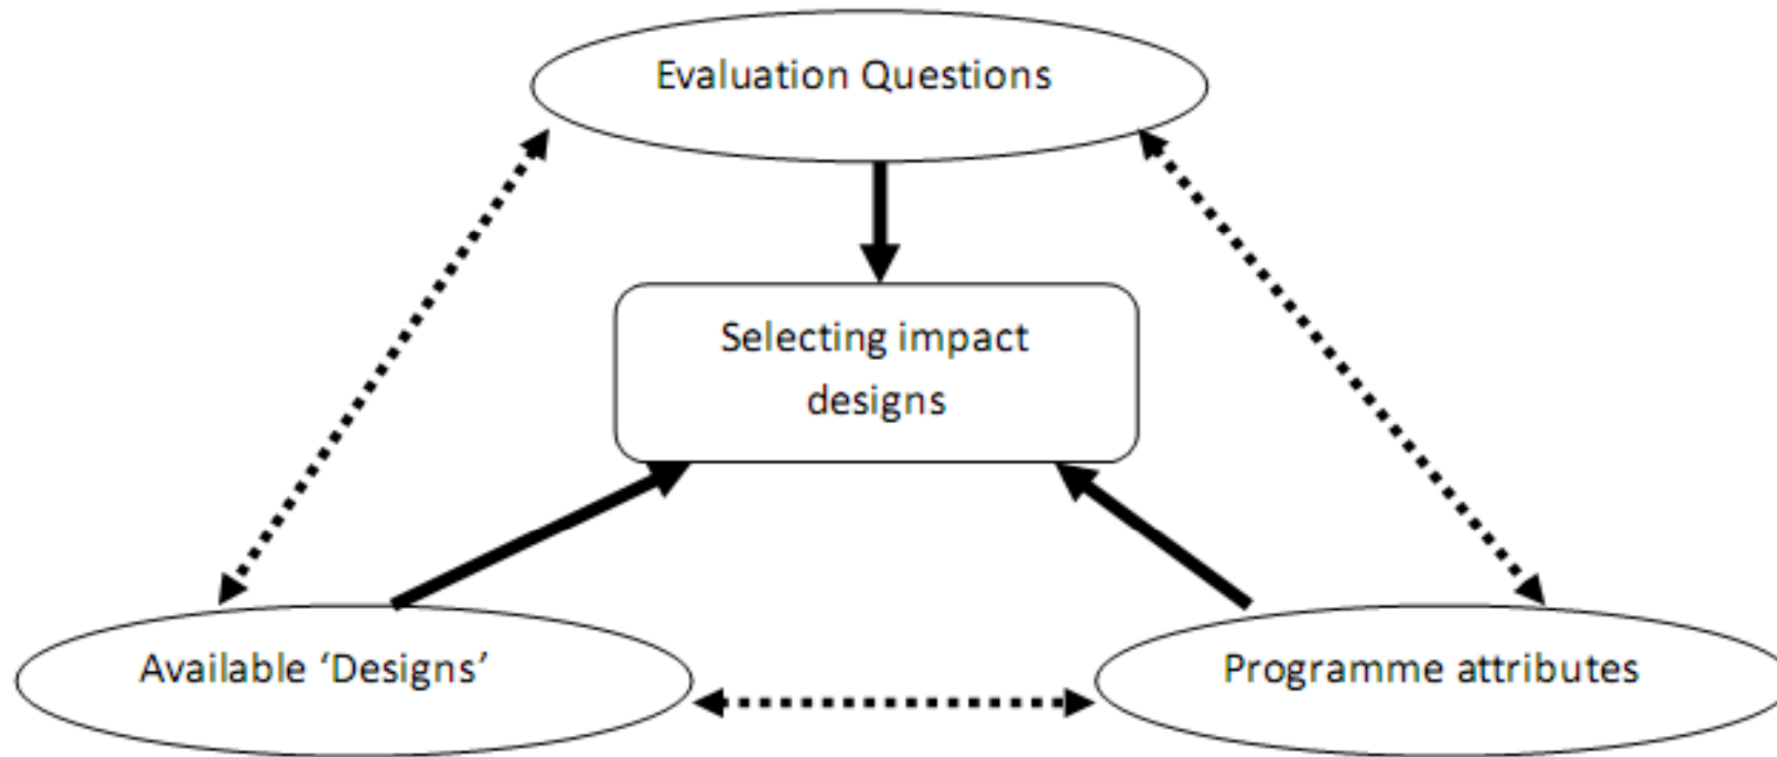 Evaluation Questions
Selecting impact
designs
Available ‘Designs’
Programme attributes